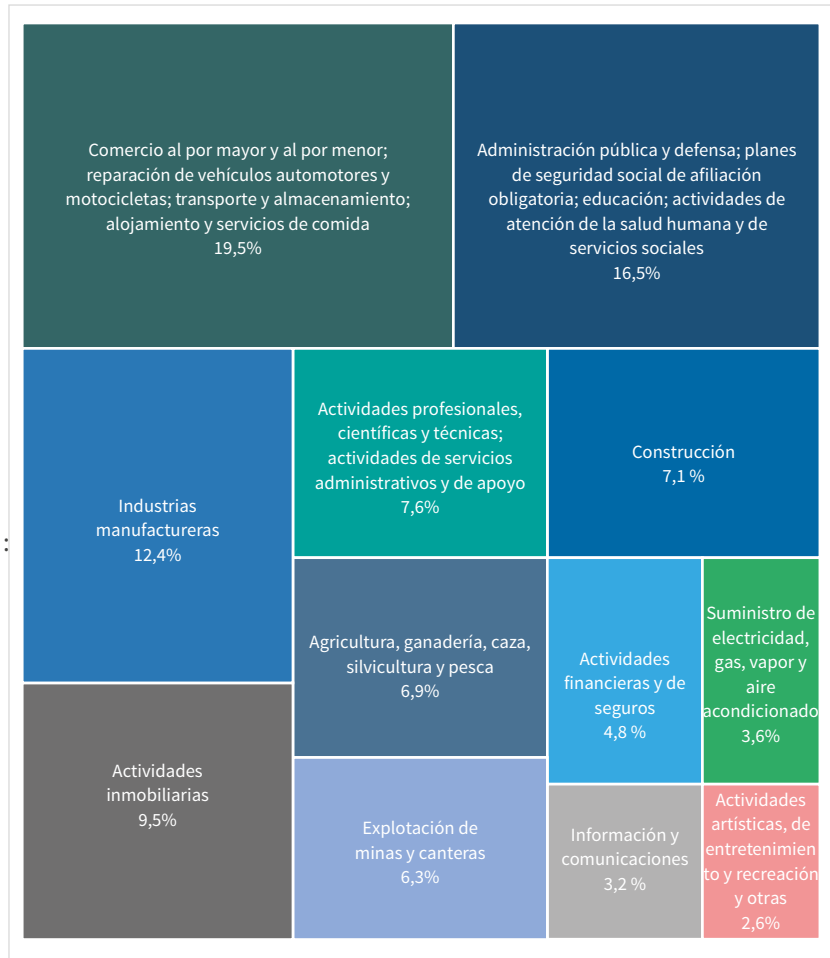 Comercio al por mayor y al por menor;
reparación de vehículos automotores y
motocicletas; transporte y almacenamiento;
alojamiento y servicios de comida
19,5%
Administración pública y defensa; planes
de seguridad social de afiliación
obligatoria; educación; actividades de
atención de la salud humana y de
servicios sociales
16,5%
Industrias
manufactureras
12,4%
Actividades profesionales,
científicas y técnicas;
actividades de servicios
administrativos y de apoyo
7,6%
Construcción
7,1 %
:
Agricultura, ganadería, caza,
silvicultura y pesca
6,9%
Actividades
financieras y de
seguros
4,8 %
Suministro de
electricidad,
gas, vapor y
aire
acondicionado
3,6%
Actividades
inmobiliarias
9,5%
Explotación de
minas y canteras
6,3%
Información y
comunicaciones
3,2 %
Actividades
artísticas, de
entretenimien
to y recreación
y otras
2,6%